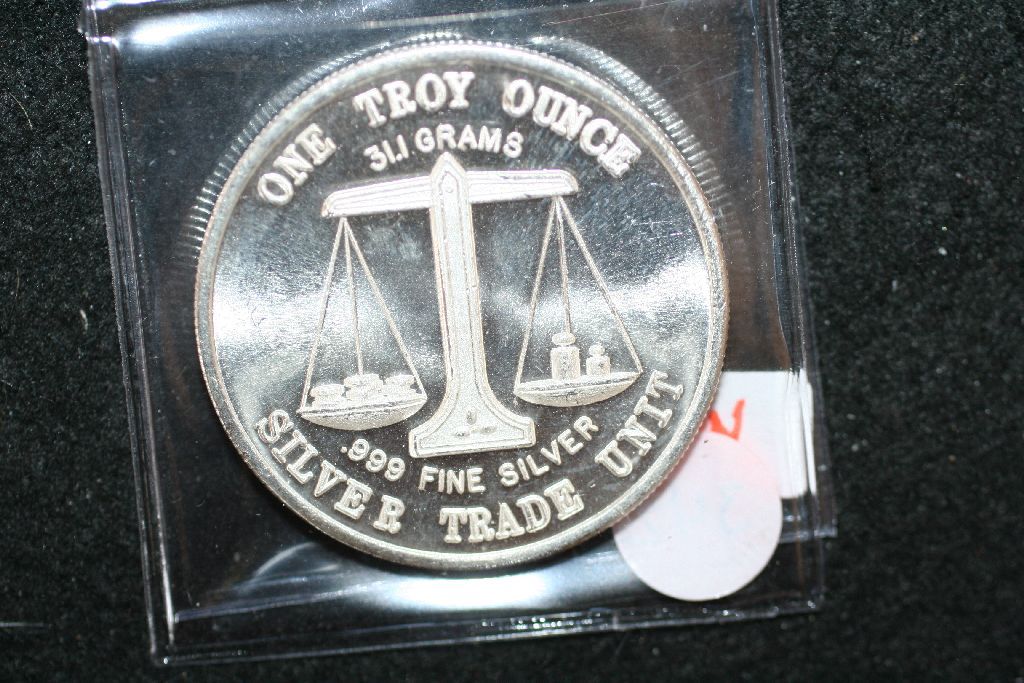 ONE TROY OUNCE
31.1 GRAMS
.999 FINE SILVER
SILVER TRADE UNIT